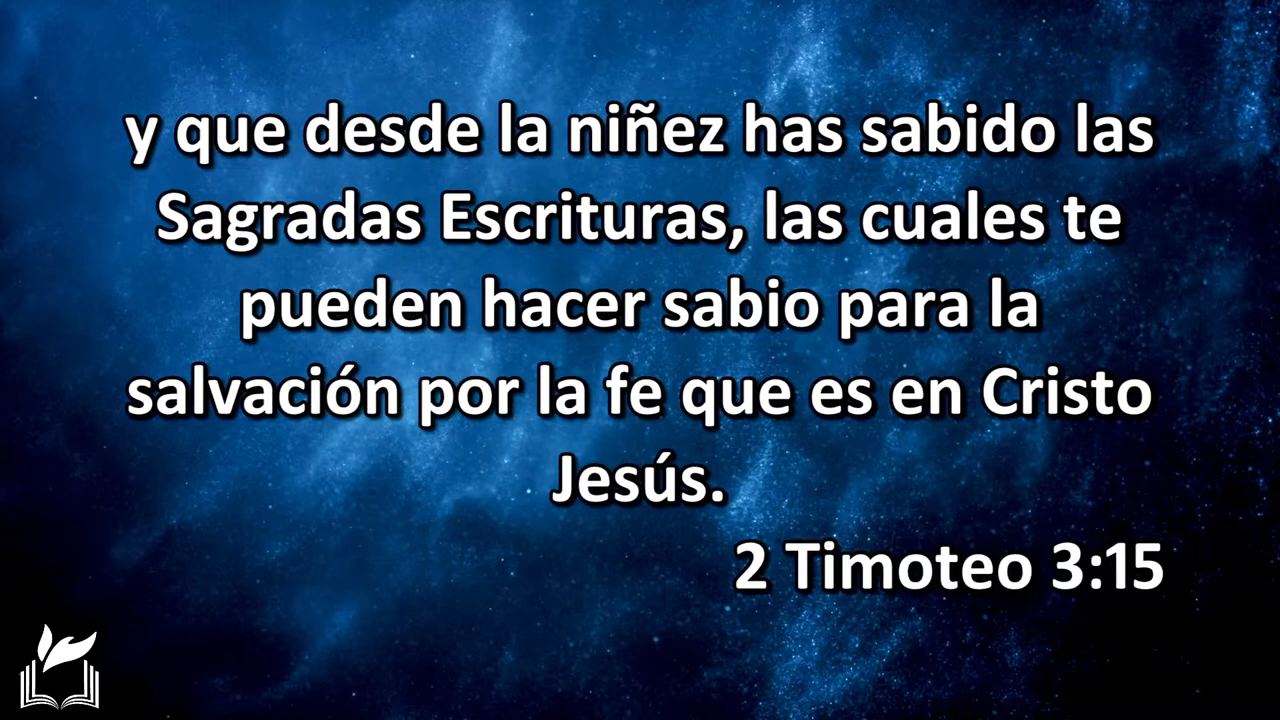 y que desde la niñez has sabido las
Sagradas Escrituras, las cuales te
pueden hacer sabio para la
salvación por la fe que es en Cristo
Jesús.
2 Timoteo 3:15